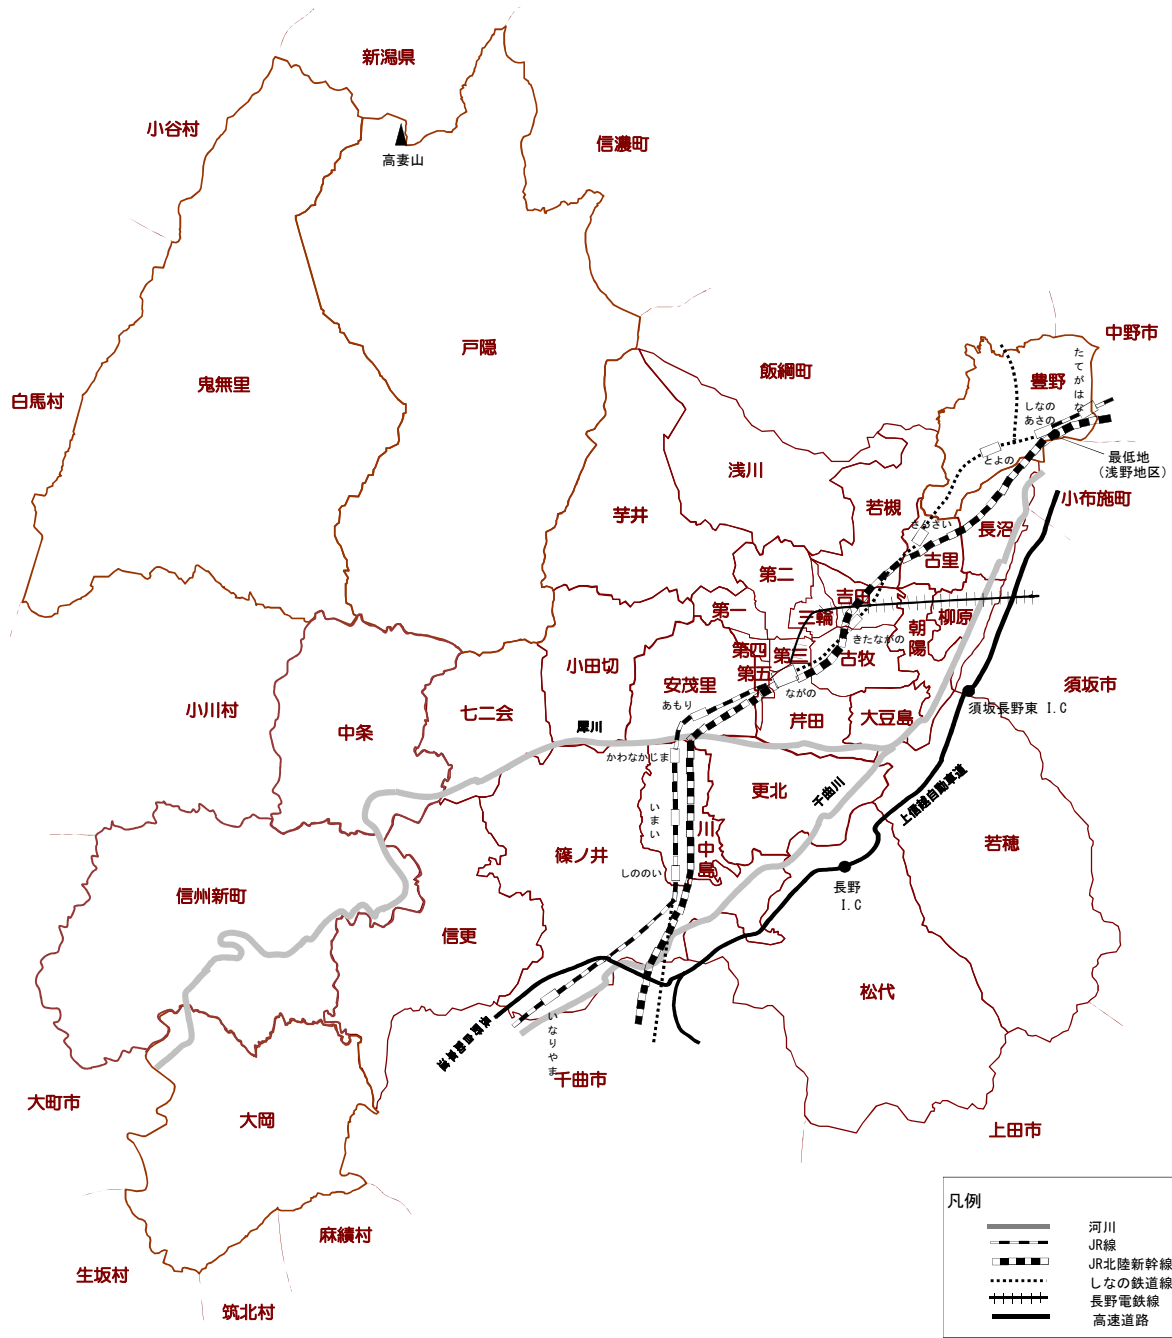 新潟県
小谷村
信濃町
高妻山
中野市
戸隠
飯綱町
たてがはな
豊野
鬼無里
白馬村
しなの
あさの
最低地
(浅野地区)
とよの
浅川
小布施町
若槻
芋井
さんさい
長沼
古里
第二
吉田
第一
三輪
柳原
朝陽
きたながの
第四
第三
古牧
第五
小田切
安茂里
ながの
須坂市
あもり
芹田
大豆島
須坂長野東 I.C
小川村
七二会
中条
犀川
かわなかじま
更北
千曲川
上信越自動車道
いまい
川中島
若穂
篠ノ井
しののい
長野
I.C
信州新町
信更
松代
いなりやま
長野自動車道
千曲市
大町市
大岡
上田市
麻績村
生坂村
筑北村
凡例
河川
JR線
JR北陸新幹線
しなの鉄道線
長野電鉄線
高速道路